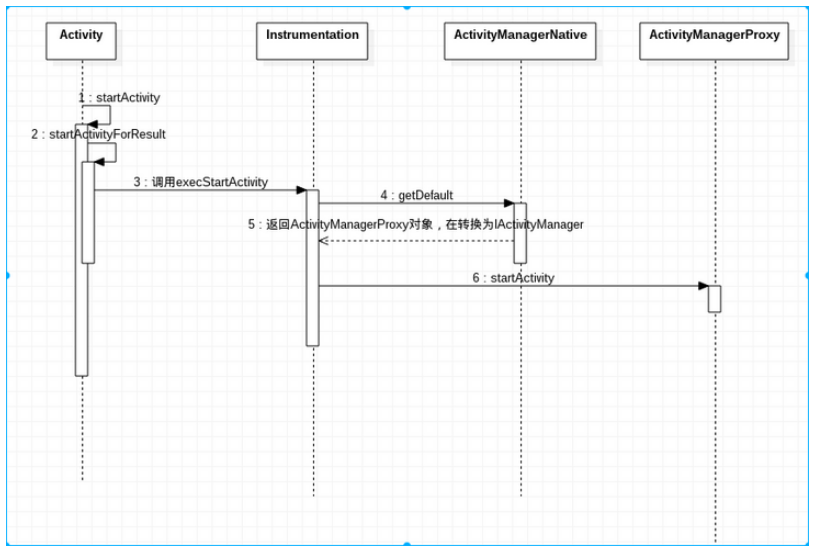 Activity
Instrumentation
ActivityManagerNative
ActivityManagerProxy
1 : startActivity
2 : startActivityForResult
3 : 调用execStartActivity
4 : getDefault
5 : 返回ActivityManagerProxy对象，在转换为IActivityManager
6 : startActivity